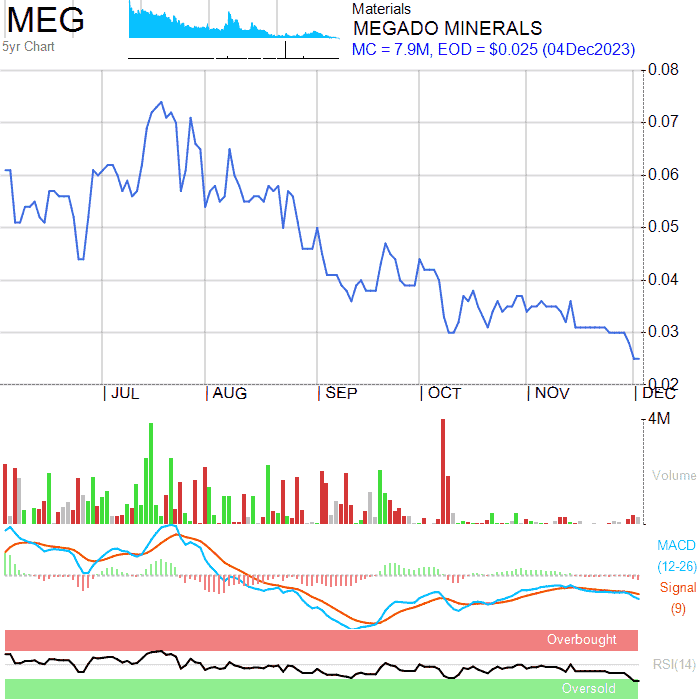 MEG
5yr Chart
Materials
MEGADO MINERALS
MC = 7.9M, EOD = $0.025 (04Dec2023)
0.08
0.07
0.06
0.05
0.04
0.03
0.02
JUL AUG SEP OCT NOV DEC
4M
Volume
MACD
(12-26)
Signal
(9)
Overbought
RSI(14)
Oversold